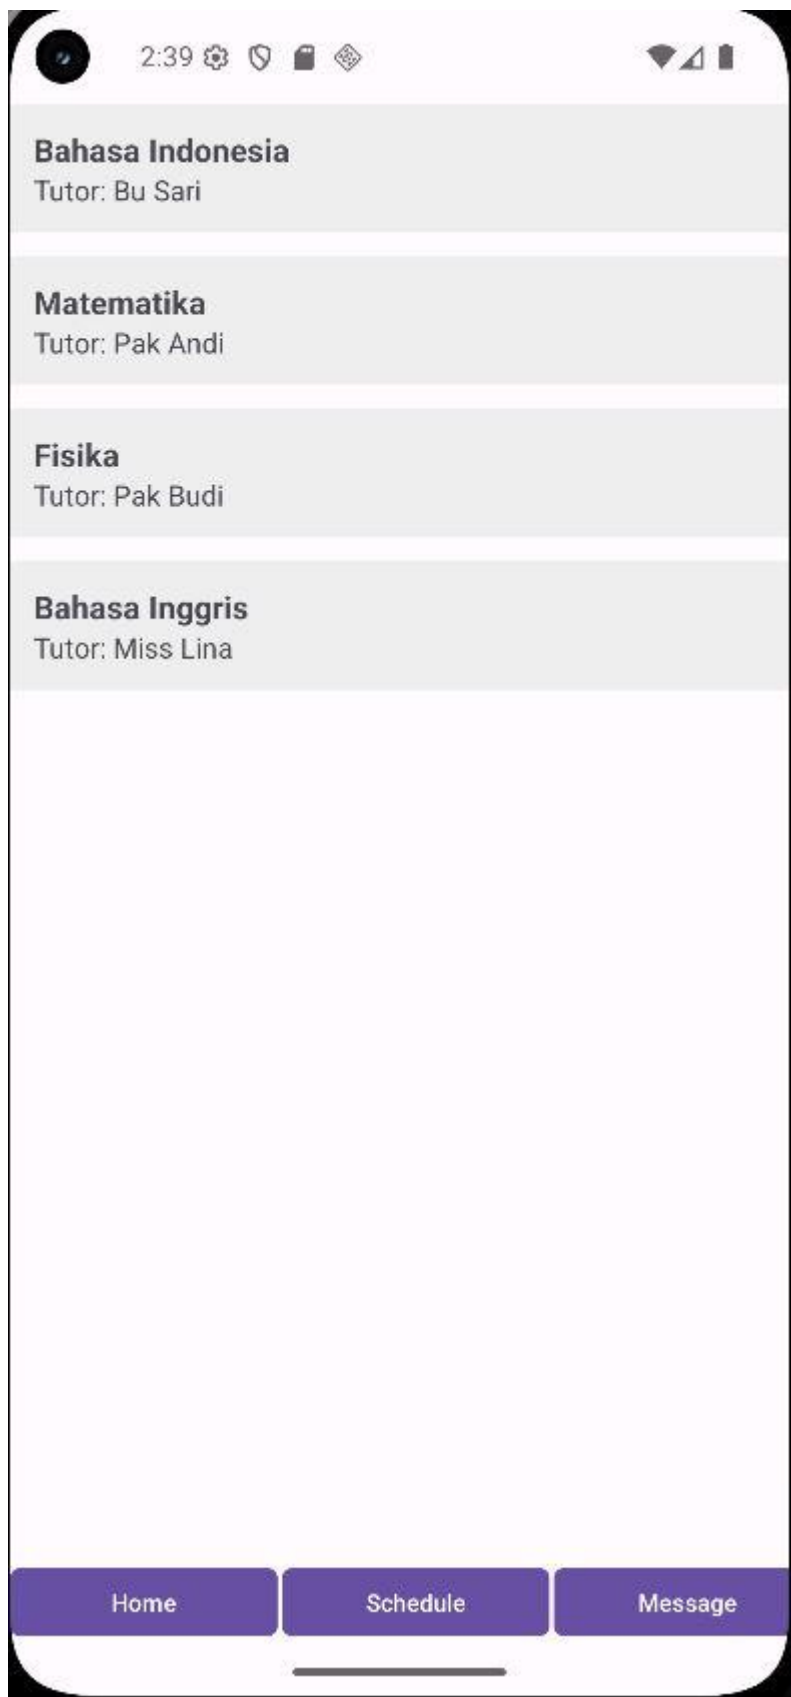 2:39
Bahasa Indonesia
Tutor: Bu Sari
Matematika
Tutor: Pak Andi
Fisika
Tutor: Pak Budi
Bahasa Inggris
Tutor: Miss Lina
Home Schedule Message